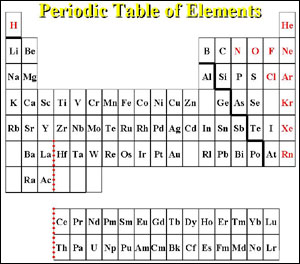 Periodic Table of Elements
H He
Li Be B C N O F Ne
Na Mg Al Si P S Cl Ar
K Ca Sc Ti V Cr Mn Fe Co Ni Cu Zn Ge As Se Kr
Rb Sr Y Zr Nb Mo Te Ru Rh Pd Ag Cd In Sn Sb Te I Xe
Ba La Hf Ta W Re Os Ir Pt Au Rl Pb Bi Po At Rn
Ra Ac
Ce Pr Nd Pm Sm Eu Gd Tb Dy Ho Er Tm Yb Lu
Th Pa U Np Pu Am Cm Bk Cf Es Fm Md No Lr